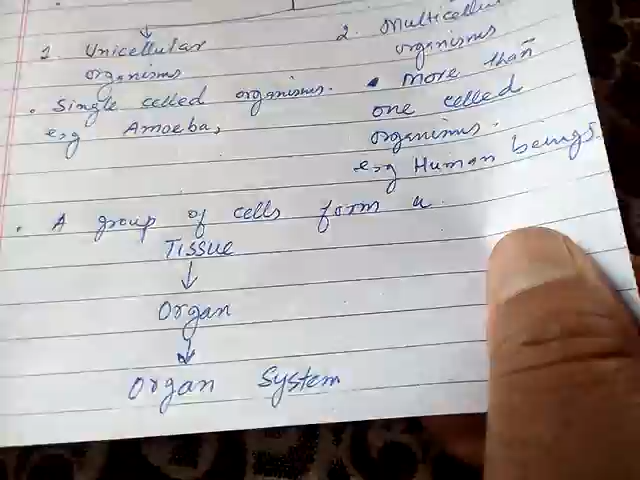 1. Unicellular
organisms
. Single celled organisms.
e.g Amoeba,
2. Multicellu
organisms
. More than
one celled
organisms.
e.g Human beings.
. A group of cells form a
Tissue
↓
Organ
↓
Organ System